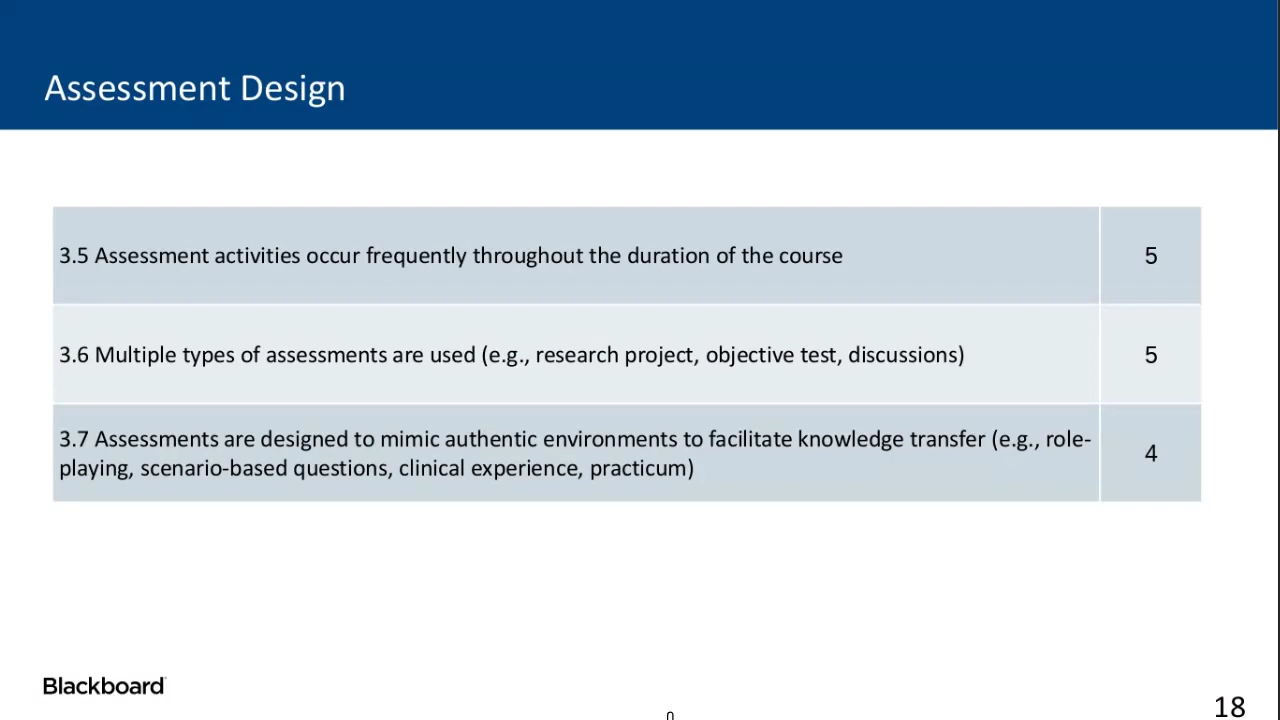 Assessment Design
3.5 Assessment activities occur frequently throughout the duration of the course
5
3.6 Multiple types of assessments are used (e.g., research project, objective test, discussions)
5
3.7 Assessments are designed to mimic authentic environments to facilitate knowledge transfer (e.g., role-
playing, scenario-based questions, clinical experience, practicum)
4
Blackboard
0
18